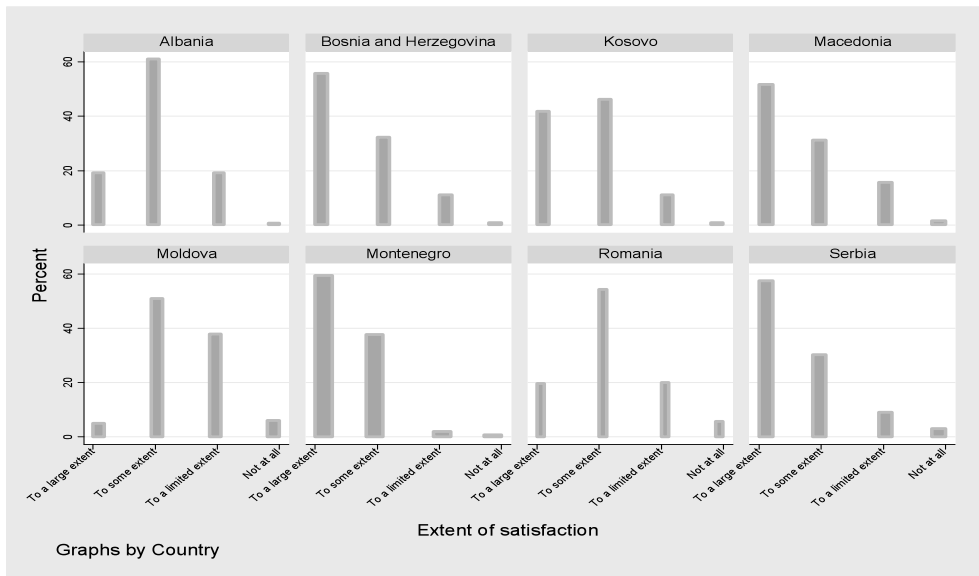 Albania
Bosnia and Herzegovina
Kosovo
Macedonia
60
40
20
0
Moldova
Montenegro
Romania
Serbia
60
40
20
0
Percent
To a large extent
To some extent
To a limited extent
Not at all
To a large extent
To some extent
To a limited extent
Not at all
To a large extent
To some extent
To a limited extent
Not at all
To a large extent
To some extent
To a limited extent
Not at all
Extent of satisfaction
Graphs by Country